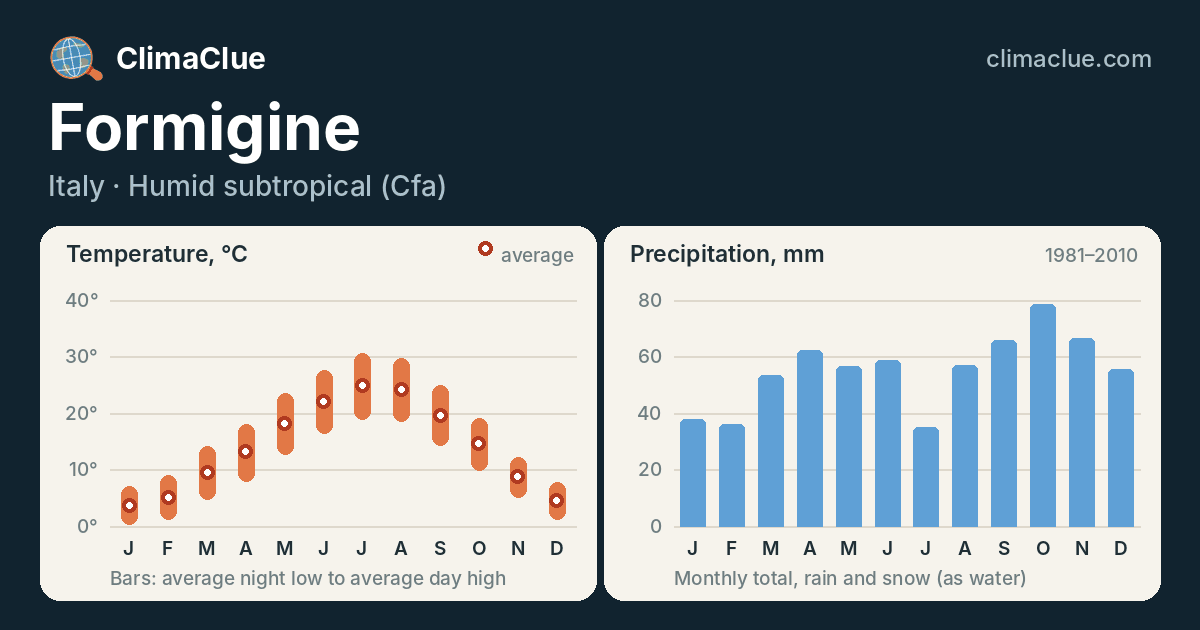 ClimaClue
climaclue.com
Formigine
Italy · Humid subtropical (Cfa)
Temperature, °C
average
40°
30°
20°
10°
0°
J F M A M J J A S O N D
Bars: average night low to average day high
Precipitation, mm
1981–2010
80
60
40
20
0
J F M A M J J A S O N D
Monthly total, rain and snow (as water)